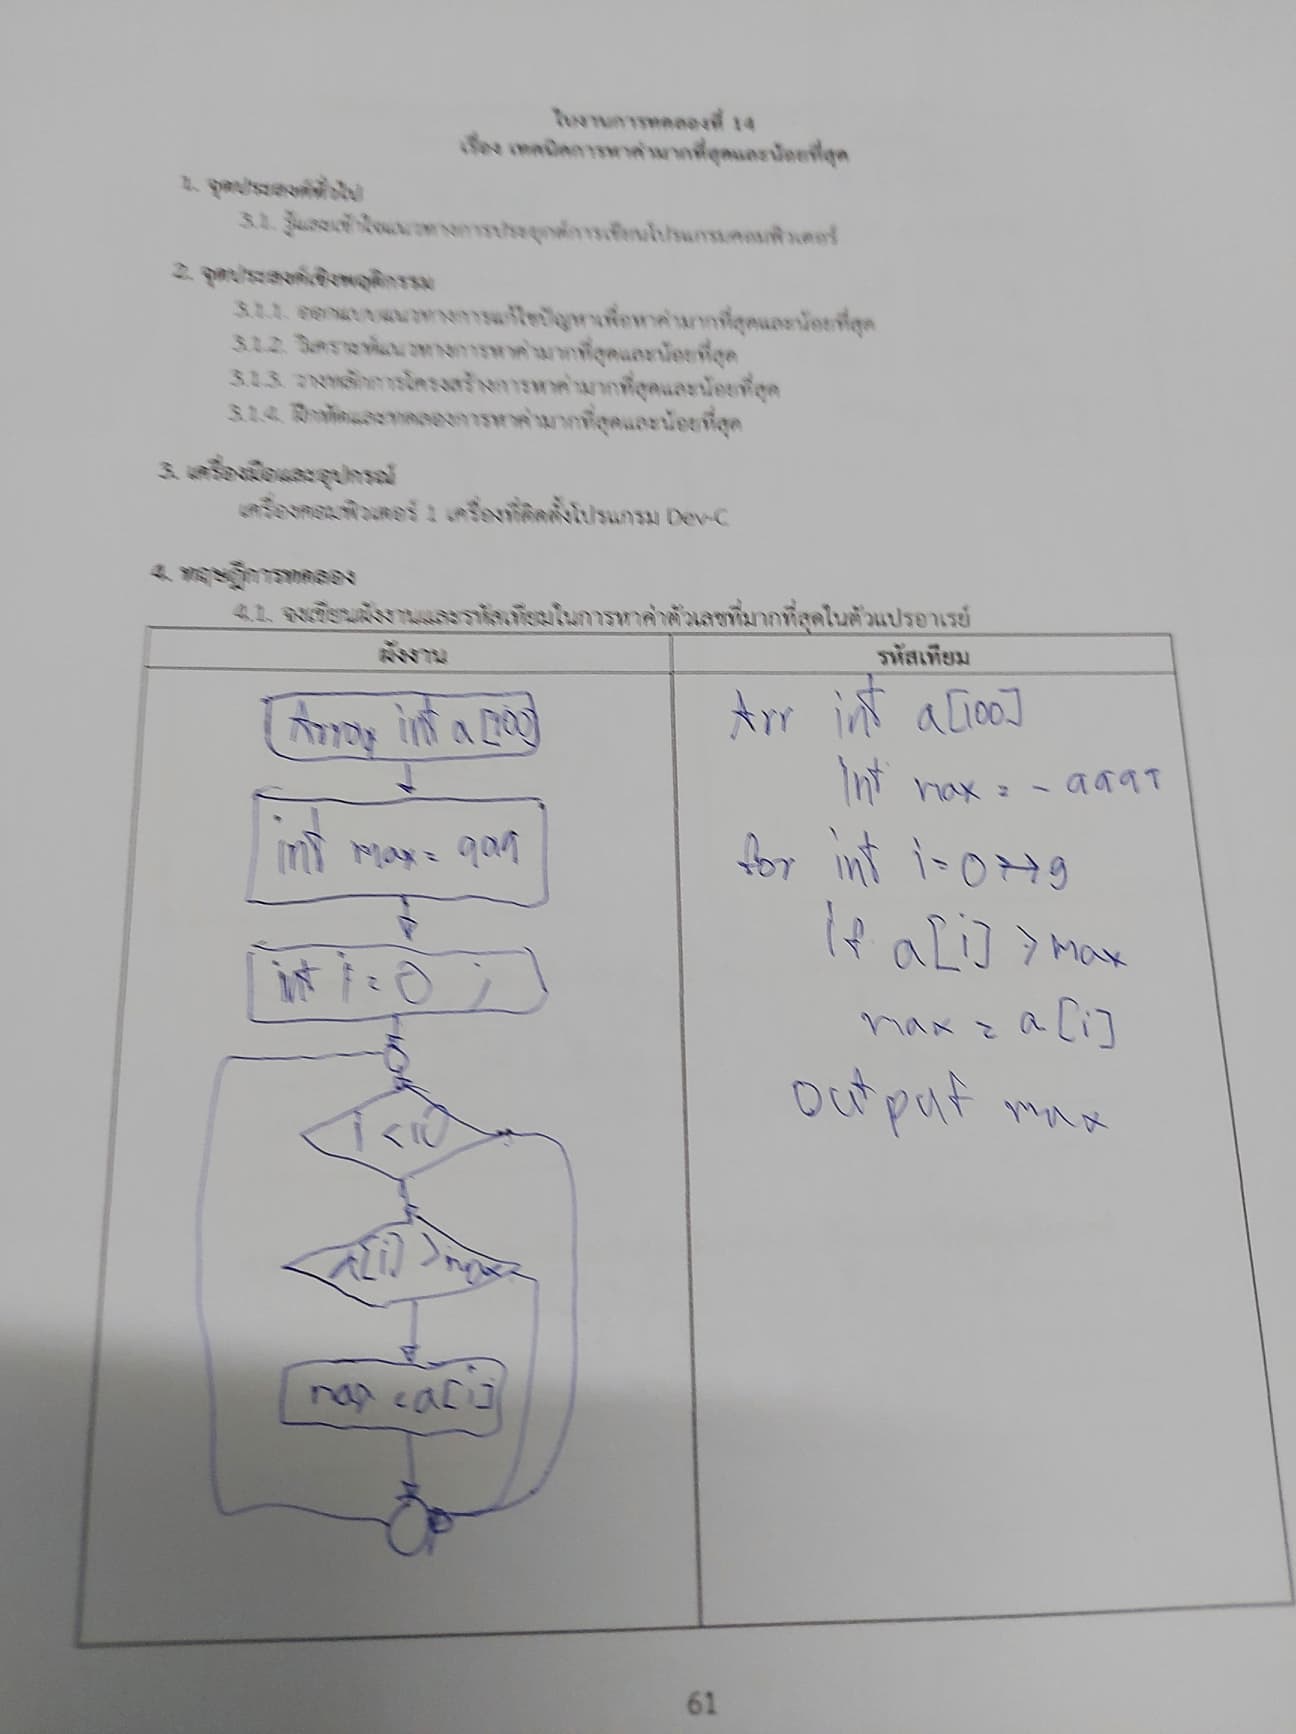 ใบงานการทดลองที่ 14
เรื่อง เทคนิคการหาค่ามากที่สุดและน้อยที่สุด
1. จุดประสงค์ทั่วไป
3.1. รู้และเข้าใจแนวทางการประยุกต์การเขียนโปรแกรมคอมพิวเตอร์
2. จุดประสงค์เชิงพฤติกรรม
3.1.1. ออกแบบแนวทางการแก้ไขปัญหาเพื่อหาค่ามากที่สุดและน้อยที่สุด
3.1.2. วิเคราะห์แนวทางการหาค่ามากที่สุดและน้อยที่สุด
3.1.3. วางหลักการโครงสร้างการหาค่ามากที่สุดและน้อยที่สุด
3.1.4. ฝึกหัดและทดลองการหาค่ามากที่สุดและน้อยที่สุด
3. เครื่องมือและอุปกรณ์
เครื่องคอมพิวเตอร์ 1 เครื่องที่ติดตั้งโปรแกรม Dev-C
4. ทฤษฎีการทดลอง
4.1. จงเขียนผังงานและรหัสเทียมในการหาค่าตัวเลขที่มากที่สุดในตัวแปรอาเรย์
ผังงาน
Array int a[100]
int max = 999
int i = 0 ;
i < 10
a[i] > max
max = a[i]
รหัสเทียม
Arr int a[100]
int max = - 9999
for int i = 0 → 9
if a[i] > max
max = a[i]
output max
61